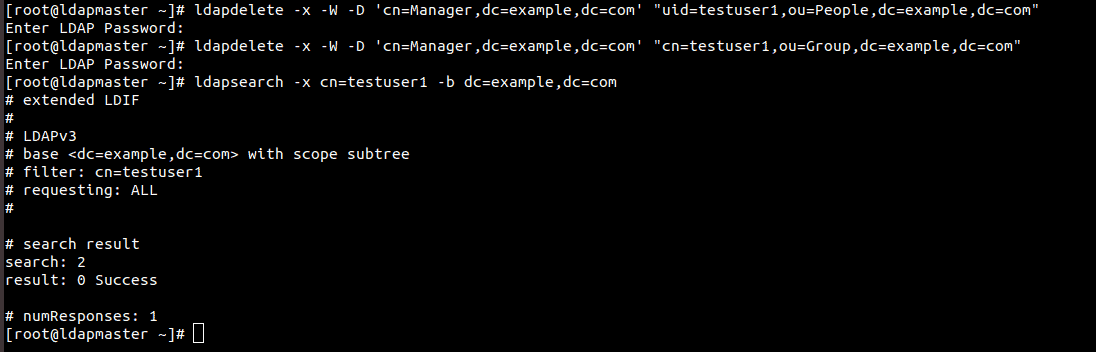 [root@ldapmaster ~]# ldapdelete -x -W -D 'cn=Manager,dc=example,dc=com' "uid=testuser1,ou=People,dc=example,dc=com"
Enter LDAP Password:
[root@ldapmaster ~]# ldapdelete -x -W -D 'cn=Manager,dc=example,dc=com' "cn=testuser1,ou=Group,dc=example,dc=com"
Enter LDAP Password:
[root@ldapmaster ~]# ldapsearch -x cn=testuser1 -b dc=example,dc=com
# extended LDIF
#
# LDAPv3
# base <dc=example,dc=com> with scope subtree
# filter: cn=testuser1
# requesting: ALL
#
# search result
search: 2
result: 0 Success
# numResponses: 1
[root@ldapmaster ~]#